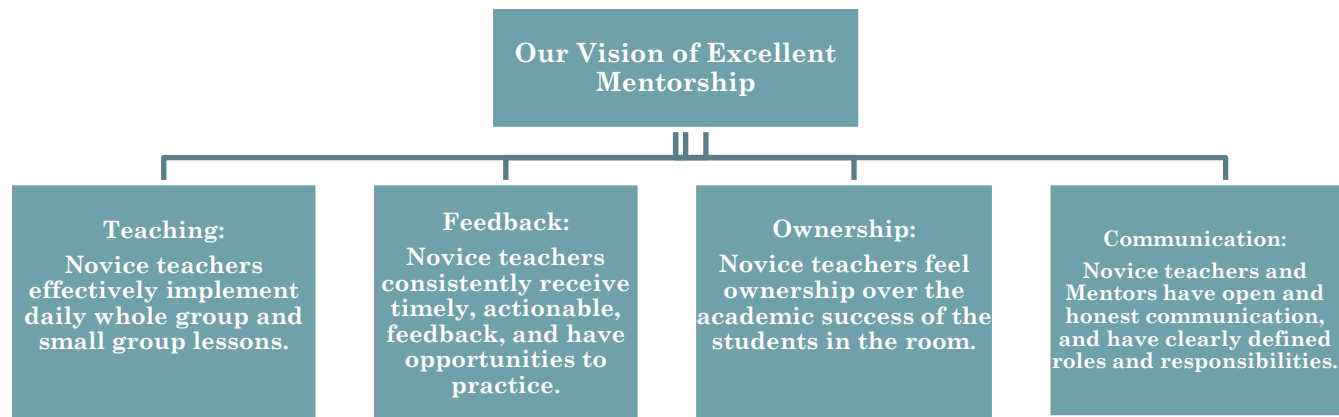 Our Vision of Excellent
Mentorship
Teaching:
Novice teachers
effectively implement
daily whole group and
small group lessons.
Feedback:
Novice teachers
consistently receive
timely, actionable,
feedback, and have
opportunities to
practice.
Ownership:
Novice teachers feel
ownership over the
academic success of the
students in the room.
Communication:
Novice teachers and
Mentors have open and
honest communication,
and have clearly defined
roles and responsibilities.